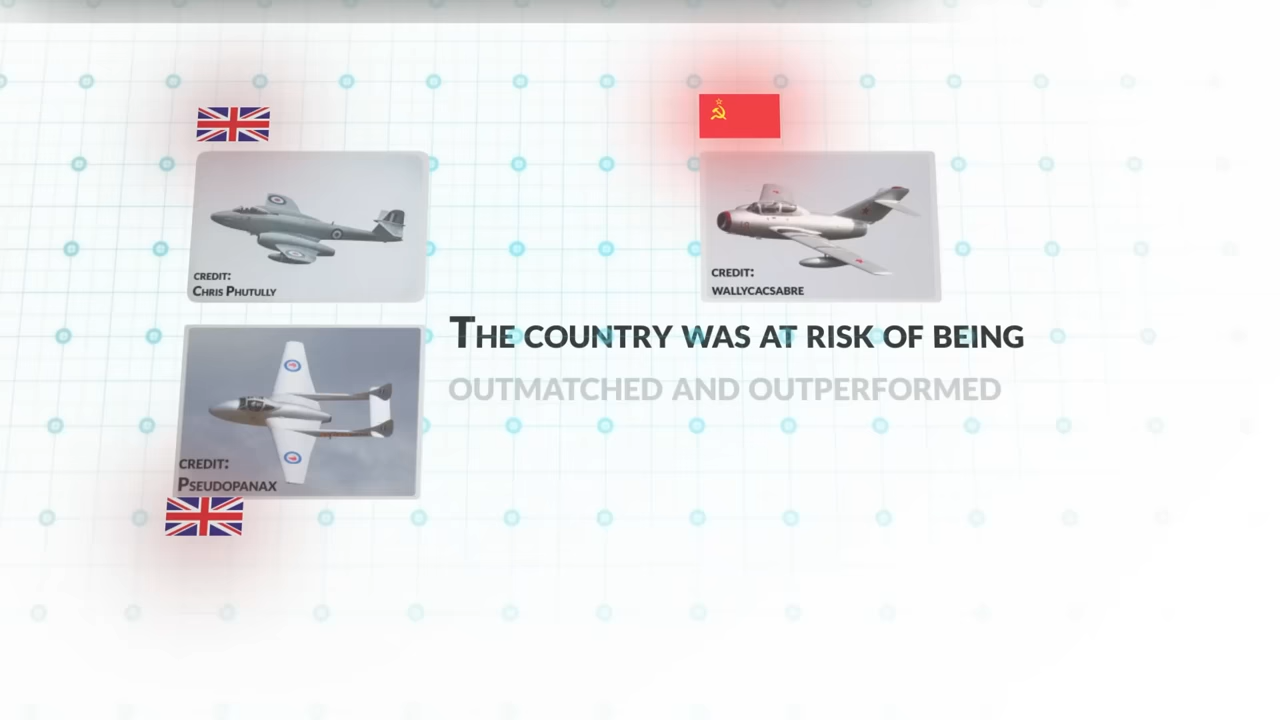 CREDIT:
CHRIS PHUTULLY
CREDIT:
WALLYCACSABRE
THE COUNTRY WAS AT RISK OF BEING
OUTMATCHED AND OUTPERFORMED
CREDIT:
PSEUDOPANAX